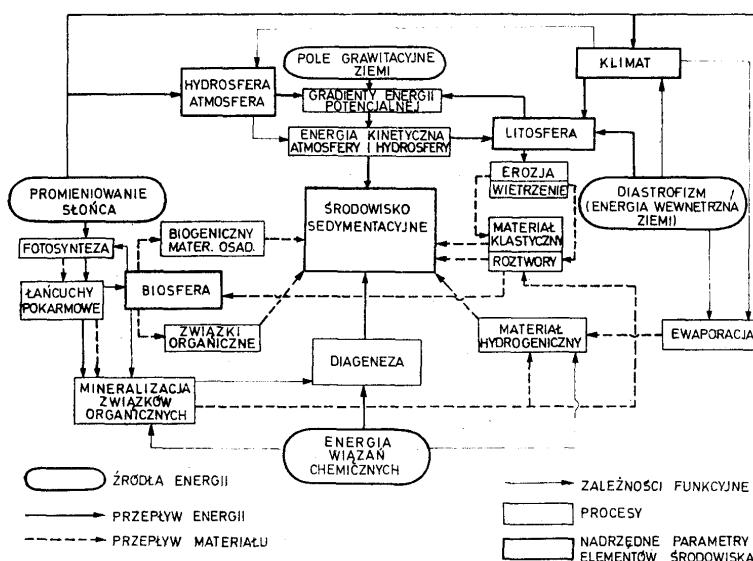 POLE GRAWITACYJNE
ZIEMI
KLIMAT
HYDROSFERA
ATMOSFERA
GRADIENTY ENERGII
POTENCJALNEJ
ENERGIA KINETYCZNA
ATMOSFERY I HYDROSFERY
LITOSFERA
EROZJA
WIETRZENIE
PROMIENIOWANIE
SŁOŃCA
DIASTROFIZM
(ENERGIA WEWNETRZNA
ZIEMI)
ŚRODOWISKO
SEDYMENTACYJNE
BIOGENICZNY
MATER. OSAD.
MATERIAŁ
KLASTYCZNY
ROZTWORY
FOTOSYNTEZA
ŁAŃCUCHY
POKARMOWE
BIOSFERA
ZWIĄZKI
ORGANICZNE
DIAGENEZA
MATERIAŁ
HYDROGENICZNY
EWAPORACJA
MINERALIZACJA
ZWIĄZKÓW
ORGANICZNYCH
ENERGIA
WIĄZAŃ
CHEMICZNYCH
ŹRÓDŁA ENERGII
PRZEPŁYW ENERGII
PRZEPŁYW MATERIAŁU
ZALEŻNOŚCI FUNKCYJNE
PROCESY
NADRZĘDNE PARAMETRY
ELEMENTÓW ŚRODOWISKA